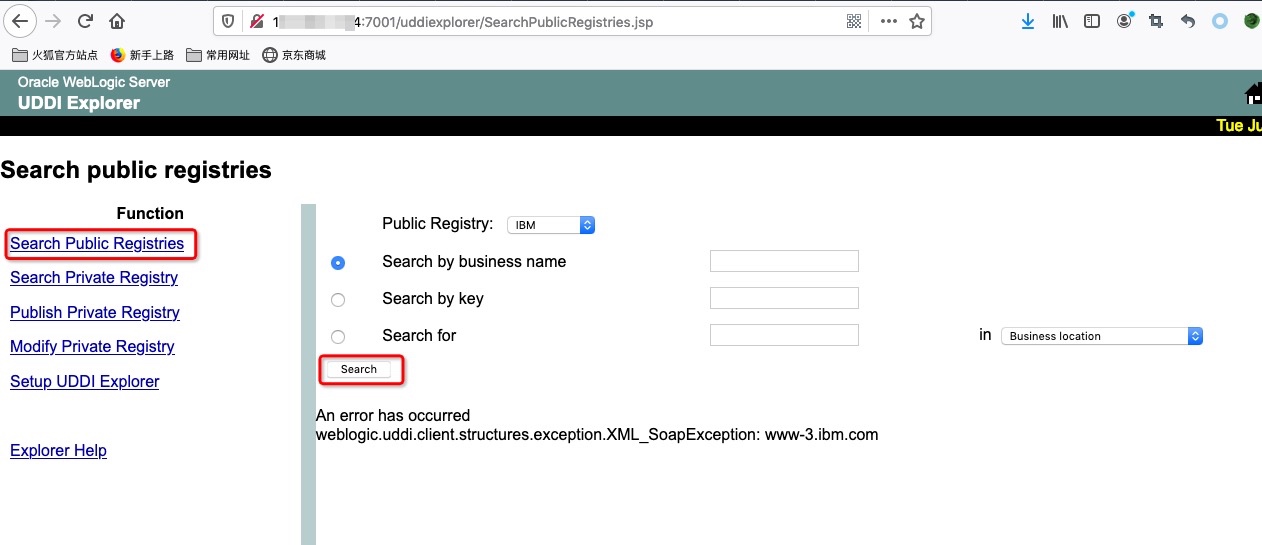 1 4:7001/uddiexplorer/SearchPublicRegistries.jsp
火狐官方站点 新手上路 常用网址 京东商城
Oracle WebLogic Server
UDDI Explorer
Tue
Search public registries
Function
Search Public Registries
Search Private Registry
Publish Private Registry
Modify Private Registry
Setup UDDI Explorer
Explorer Help
Public Registry: IBM
Search by business name
Search by key
Search for in Business location
Search
An error has occurred
weblogic.uddi.client.structures.exception.XML_SoapException: www-3.ibm.com